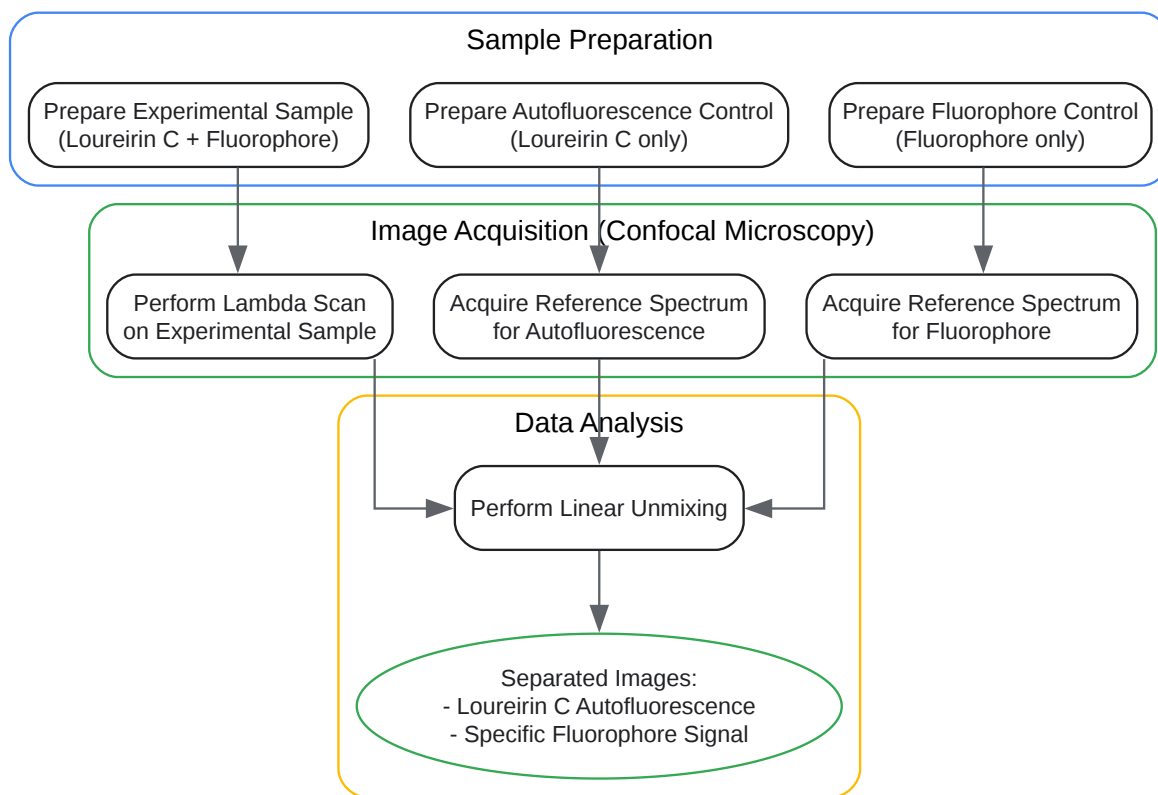 Sample Preparation
Prepare Experimental Sample
(Loureirin C + Fluorophore)
Prepare Autofluorescence Control
(Loureirin C only)
Prepare Fluorophore Control
(Fluorophore only)
Image Acquisition (Confocal Microscopy)
Perform Lambda Scan
on Experimental Sample
Acquire Reference Spectrum
for Autofluorescence
Acquire Reference Spectrum
for Fluorophore
Data Analysis
Perform Linear Unmixing
Separated Images:
- Loureirin C Autofluorescence
- Specific Fluorophore Signal